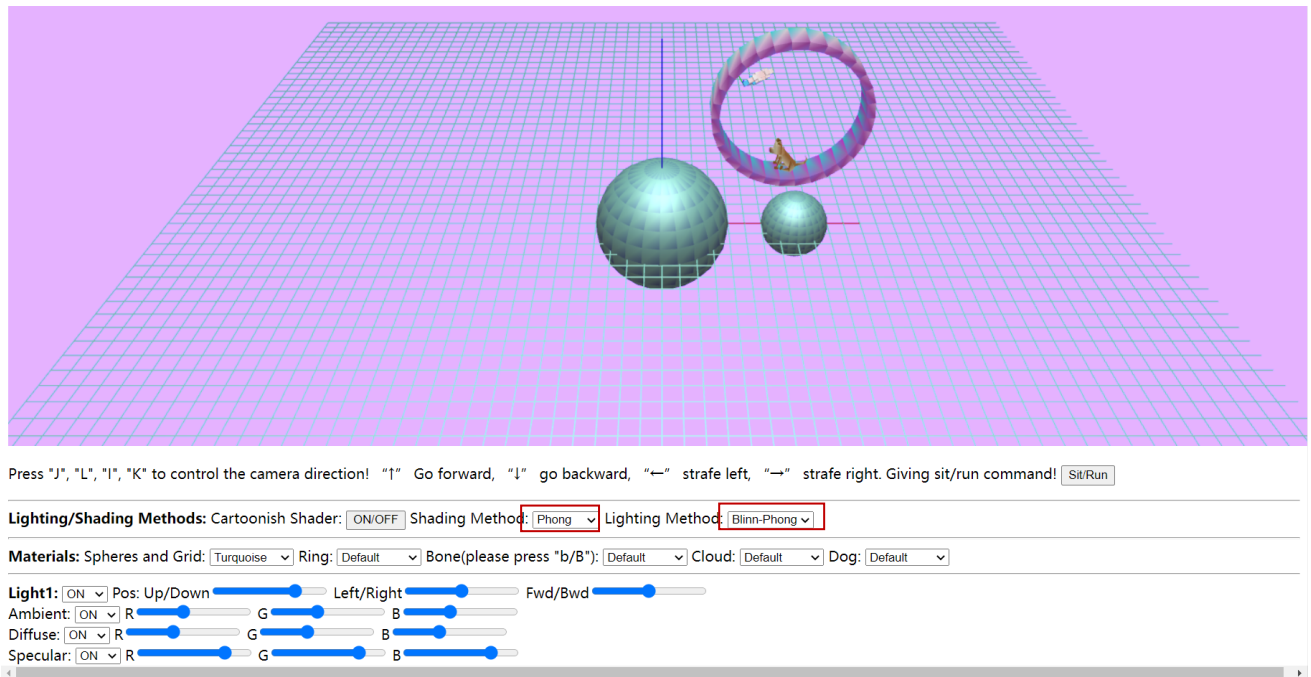 Press "J", "L", "I", "K" to control the camera direction! “↑” Go forward, “↓” go backward, “←” strafe left, “→” strafe right. Giving sit/run command! Sit/Run
Lighting/Shading Methods: Cartoonish Shader: ON/OFF Shading Method: Phong Lighting Method: Blinn-Phong
Materials: Spheres and Grid: Turquoise Ring: Default Bone(please press "b/B"): Default Cloud: Default Dog: Default
Light1: ON Pos: Up/Down Left/Right Fwd/Bwd
Ambient: ON R G B
Diffuse: ON R G B
Specular: ON R G B